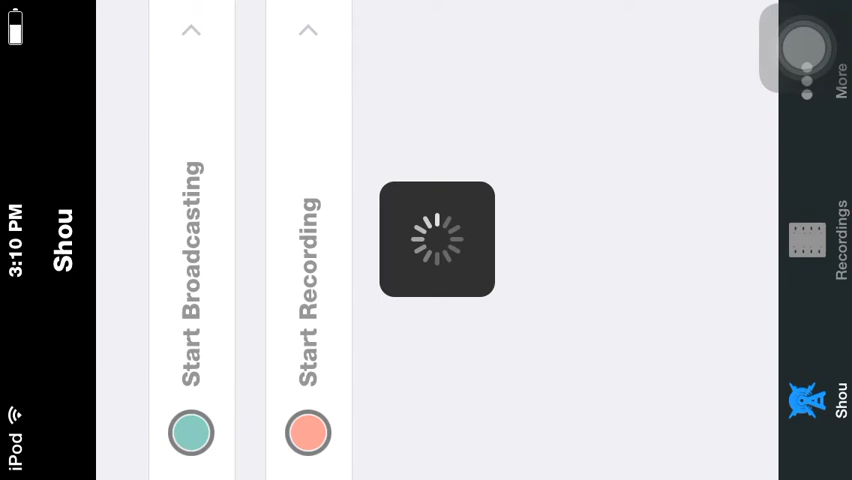 iPod
3:10 PM
Shou
Start Broadcasting
Start Recording
Shou
Recordings
More